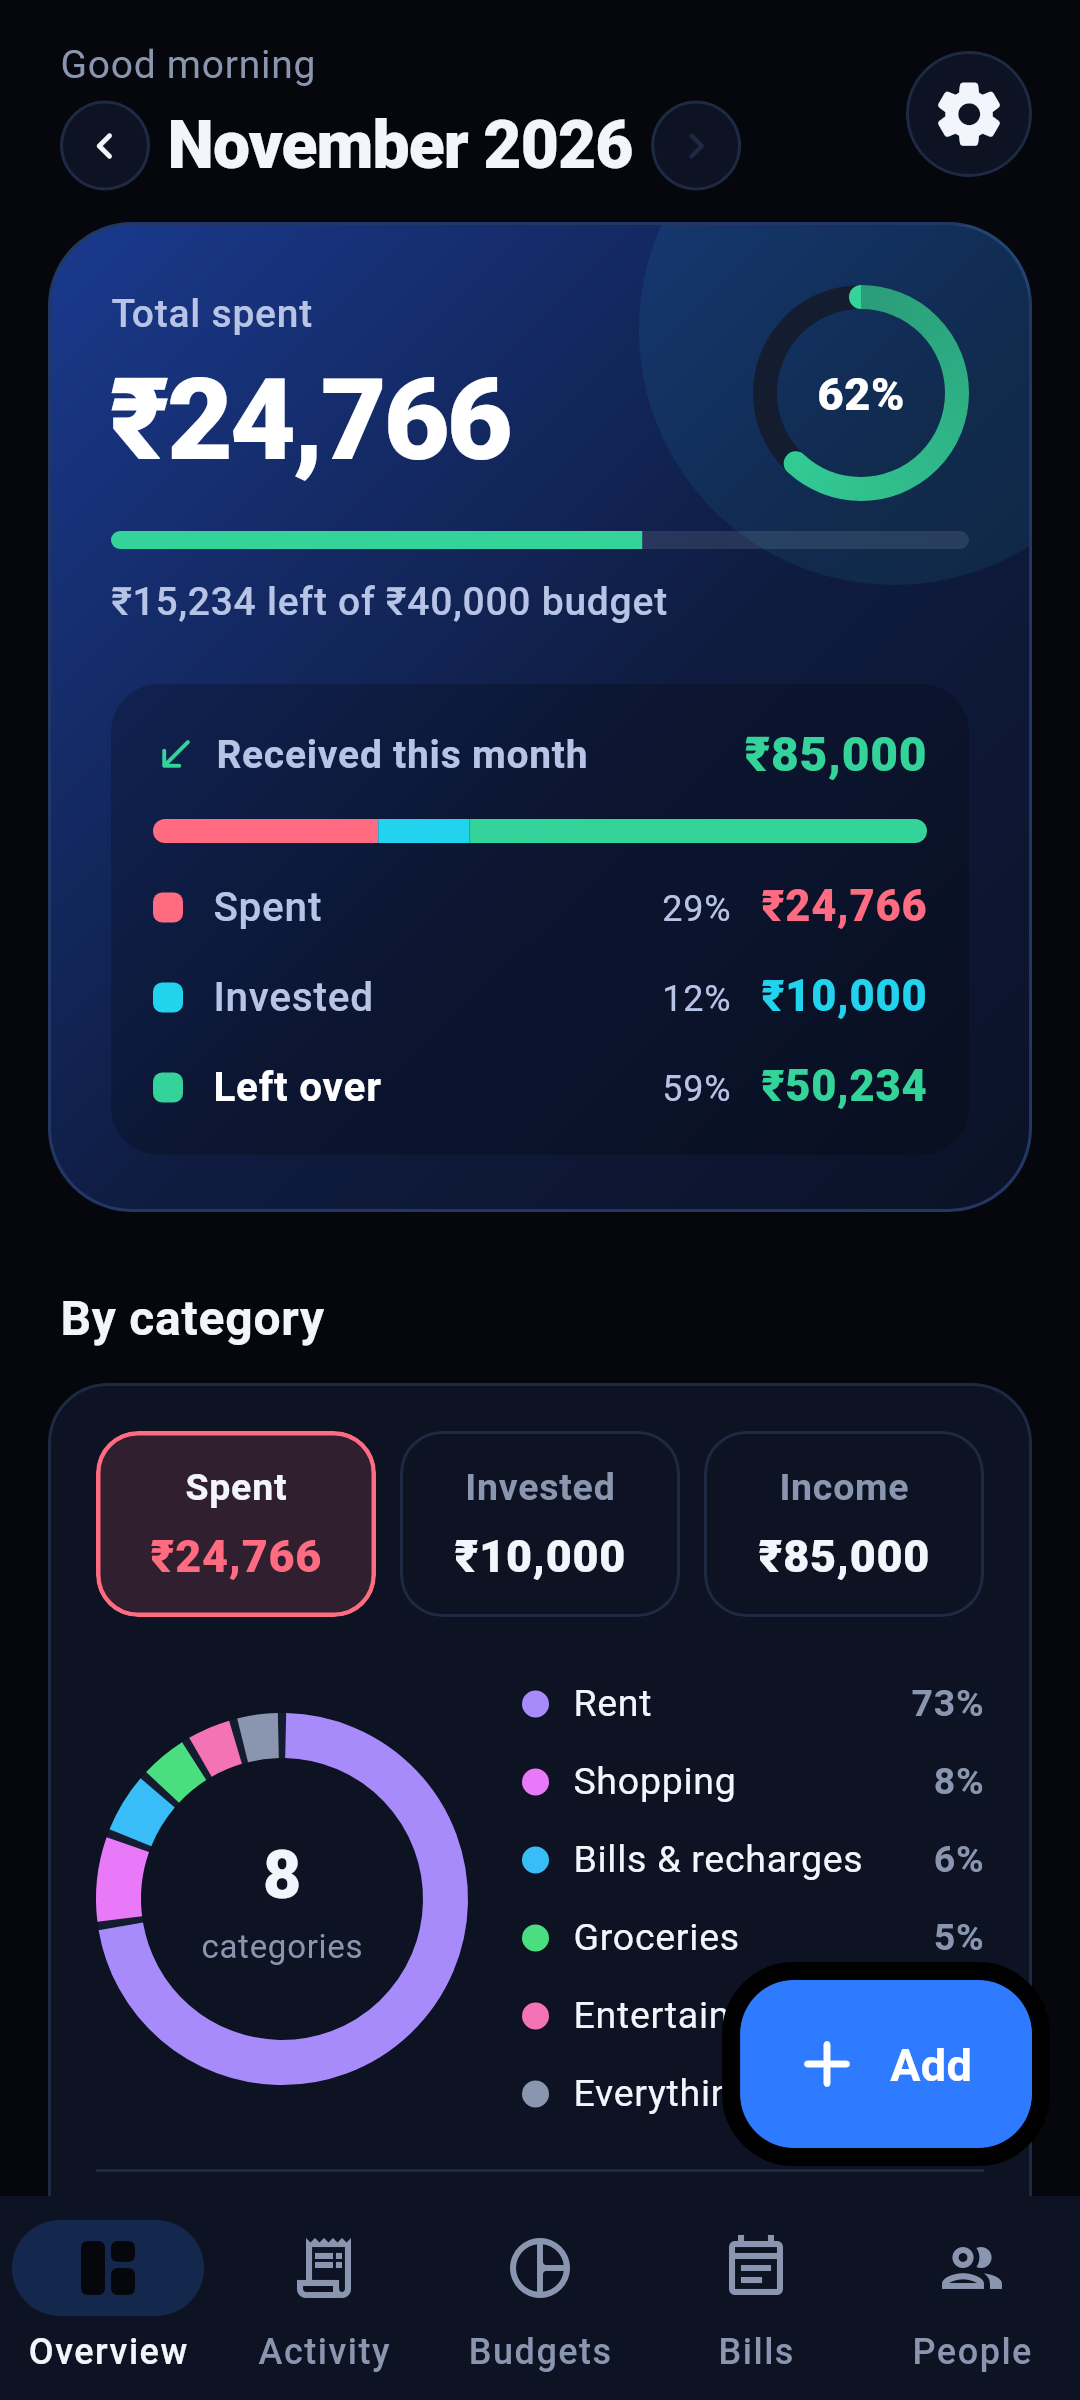 Good morning
November 2026
Total spent
₹24,766
62%
₹15,234 left of ₹40,000 budget
Received this month ₹85,000
Spent 29% ₹24,766
Invested 12% ₹10,000
Left over 59% ₹50,234
By category
Spent
₹24,766
Invested
₹10,000
Income
₹85,000
8
categories
Rent 73%
Shopping 8%
Bills & recharges 6%
Groceries 5%
Entertain
Everythin
Add
Overview
Activity
Budgets
Bills
People